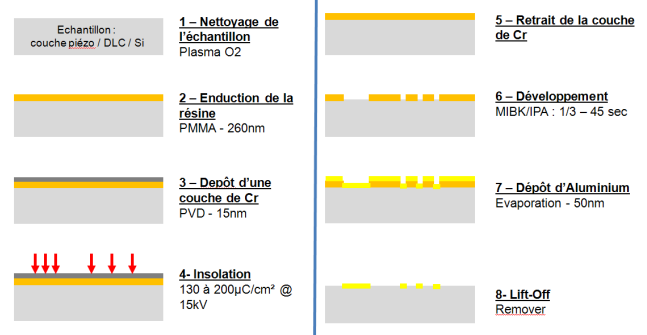 Echantillon :
couche piézo / DLC / Si
1 – Nettoyage de
l’échantillon
Plasma O2
2 – Enduction de la
résine
PMMA - 260nm
3 – Depôt d’une
couche de Cr
PVD - 15nm
4- Insolation
130 à 200µC/cm² @
15kV
5 – Retrait de la couche
de Cr
6 – Développement
MIBK/IPA : 1/3 – 45 sec
7 – Dépôt d’Aluminium
Evaporation - 50nm
8- Lift-Off
Remover